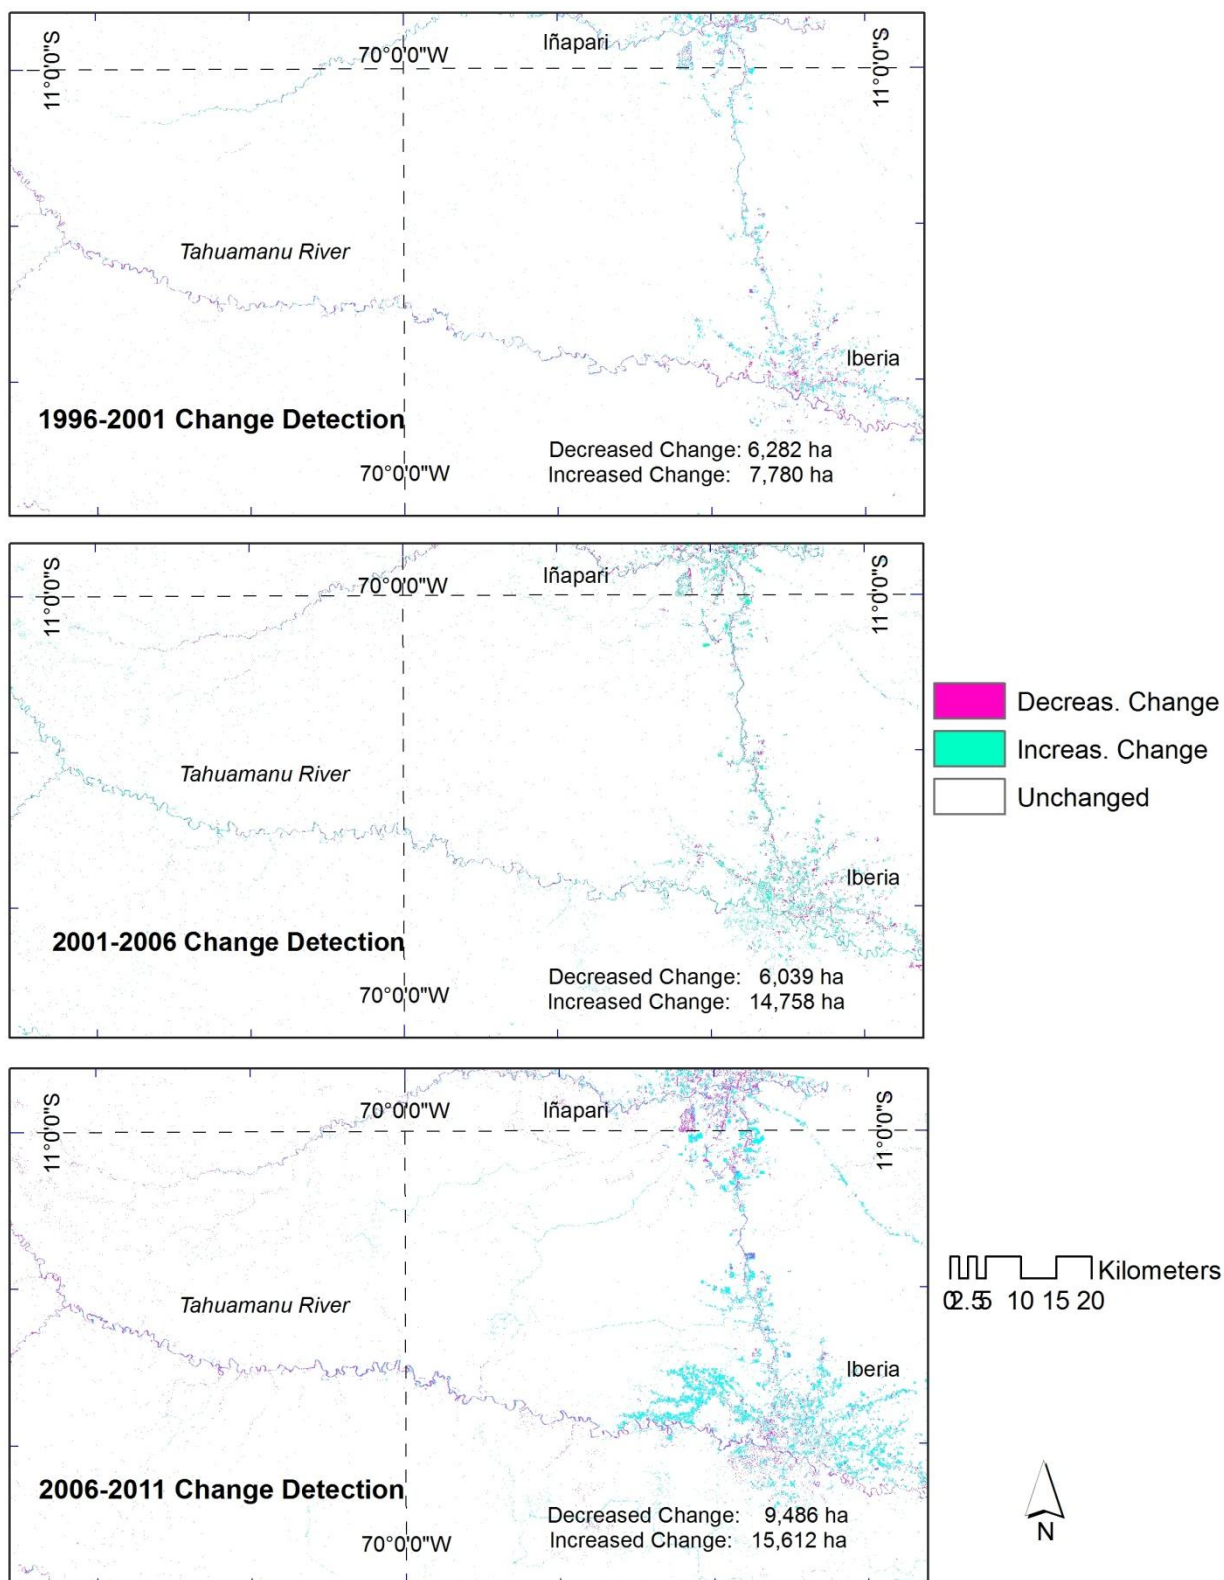 Iñapari
70°0'0"W
11°0'0"S
11°0'0"S
Tahuamanu River
Iberia
1996-2001 Change Detection
Decreased Change: 6,282 ha
Increased Change: 7,780 ha
70°0'0"W
Iñapari
70°0'0"W
11°0'0"S
11°0'0"S
Tahuamanu River
Iberia
2001-2006 Change Detection
Decreased Change: 6,039 ha
Increased Change: 14,758 ha
70°0'0"W
Decreas. Change
Increas. Change
Unchanged
Iñapari
70°0'0"W
11°0'0"S
11°0'0"S
Tahuamanu River
Iberia
2006-2011 Change Detection
Decreased Change: 9,486 ha
Increased Change: 15,612 ha
70°0'0"W
Kilometers
0 2.5 5 10 15 20
N